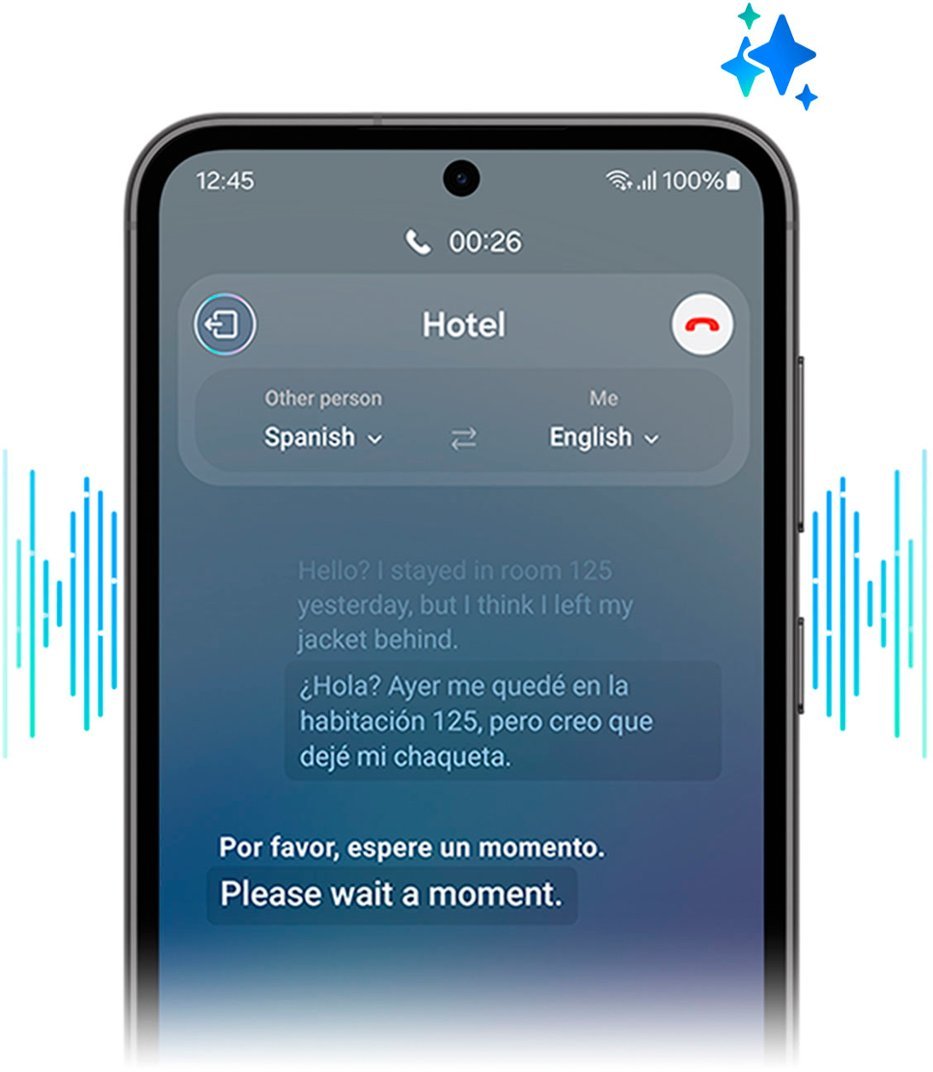 12:45
100%
00:26
Hotel
Other person
Me
Spanish
English
Hello? I stayed in room 125
yesterday, but I think I left my
jacket behind.
¿Hola? Ayer me quedé en la
habitación 125, pero creo que
dejé mi chaqueta.
Por favor, espere un momento.
Please wait a moment.